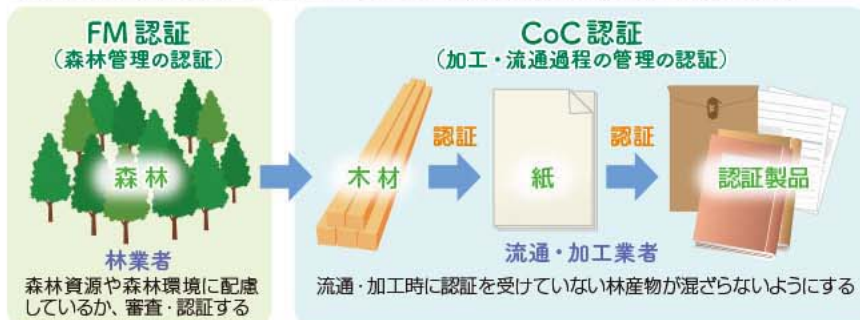 FM認証
（森林管理の認証）
森林
林業者
森林資源や森林環境に配慮
しているか、審査・認証する
CoC認証
（加工・流通過程の管理の認証）
木材
認証
紙
認証
認証製品
流通・加工業者
流通・加工時に認証を受けていない林産物が混ざらないようにする